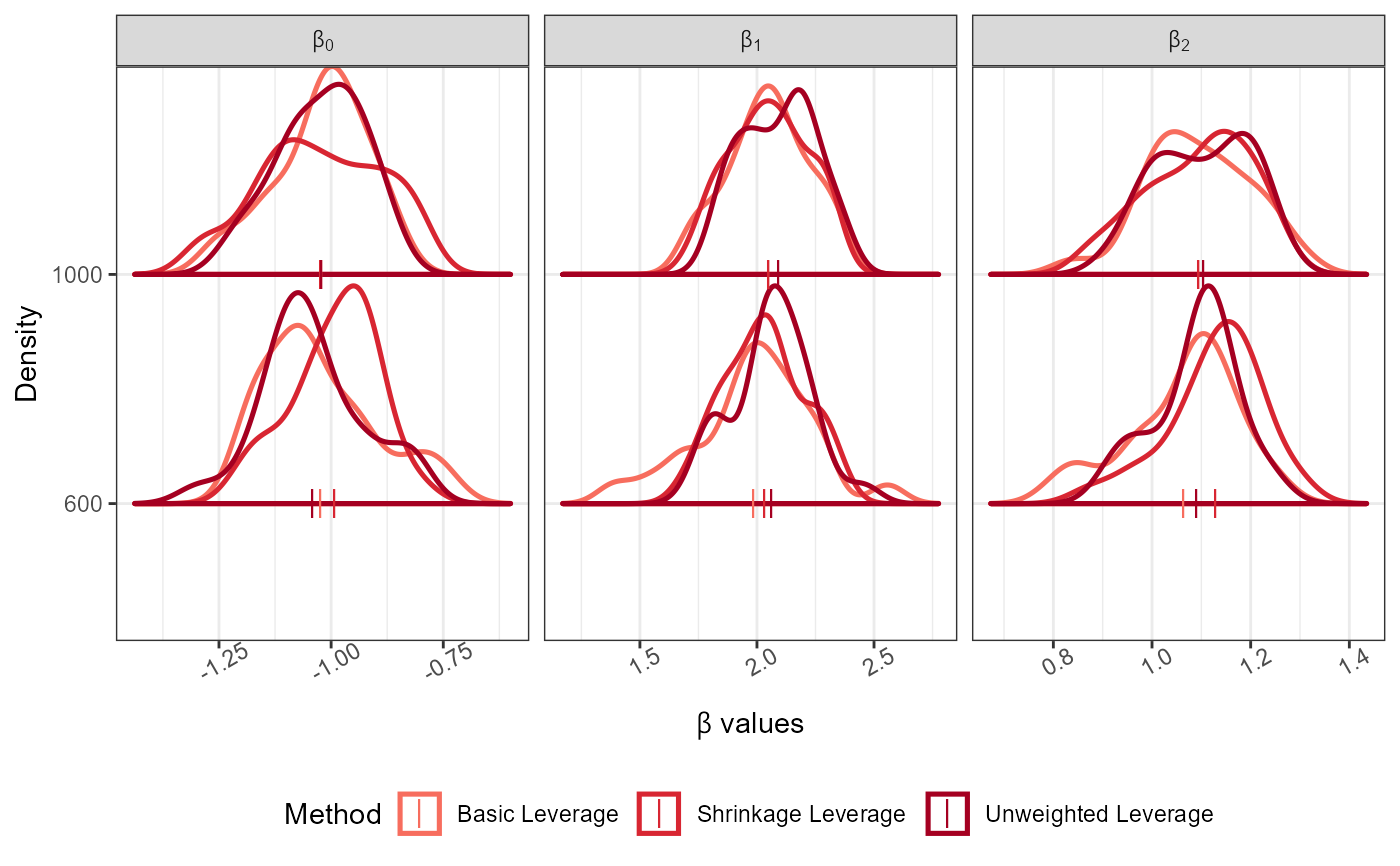 β₀ β₁ β₂
Density
1000
600
-1.25 -1.00 -0.75 1.5 2.0 2.5 0.8 1.0 1.2 1.4
β values
Method Basic Leverage Shrinkage Leverage Unweighted Leverage